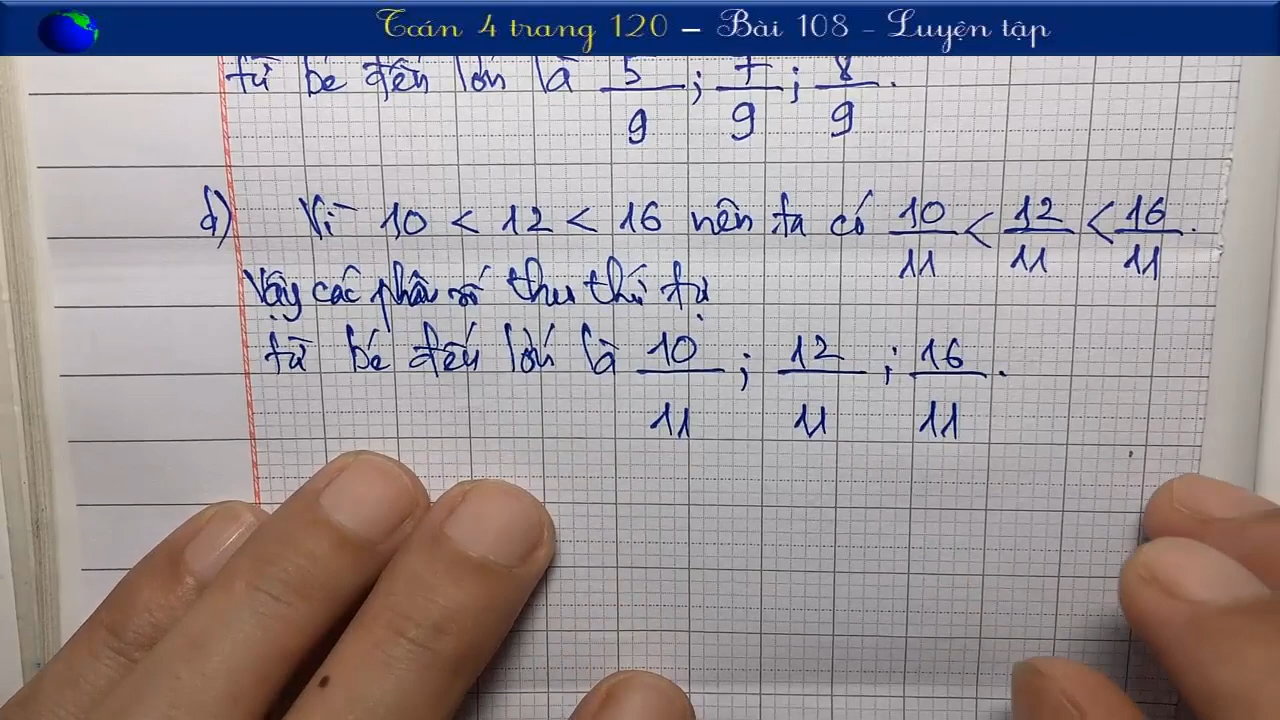 Toán 4 trang 120 – Bài 108 - Luyện tập
từ bé đến lớn là 5/9 ; 7/9 ; 8/9 .
d) Vì 10 < 12 < 16 nên ta có 10/11 < 12/11 < 16/11 .
Vậy các phân số theo thứ tự
từ bé đến lớn là 10/11 ; 12/11 ; 16/11 .